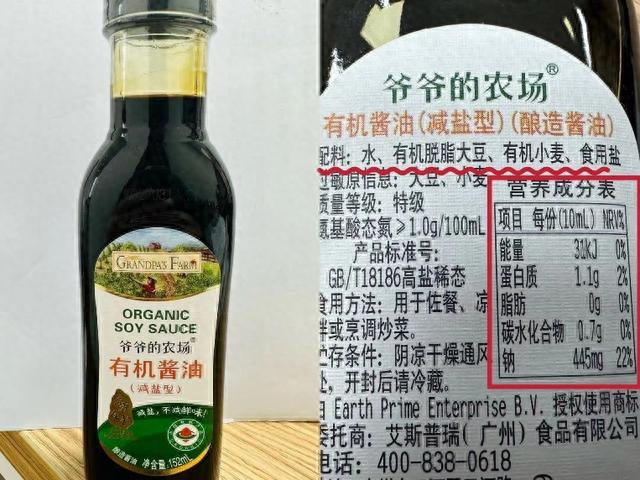 GRANDPA'S FARM
ORGANIC
SOY SAUCE
爷爷的农场®
有机酱油
(减盐型)
减盐,不减鲜味!
酿造酱油 净含量:152mL
爷爷的农场®
有机酱油(减盐型)(酿造酱油)
配料:水、有机脱脂大豆、有机小麦、食用盐
过敏原信息:大豆、小麦
质量等级:特级
氨基酸态氮≥1.0g/100mL
产品标准号:
GB/T18186高盐稀态
食用方法:用于佐餐、凉
拌或烹调炒菜。
贮存条件:阴凉干燥通风
处,开封后请冷藏。
由 Earth Prime Enterprise B.V. 授权使用商标
委托商:艾斯普瑞(广州)食品有限公司
电话:400-838-0618
营养成分表
项目 每份(10mL) NRV%
能量 31kJ 0%
蛋白质 1.1g 2%
脂肪 0g 0%
碳水化合物 0.7g 0%
钠 445mg 22%